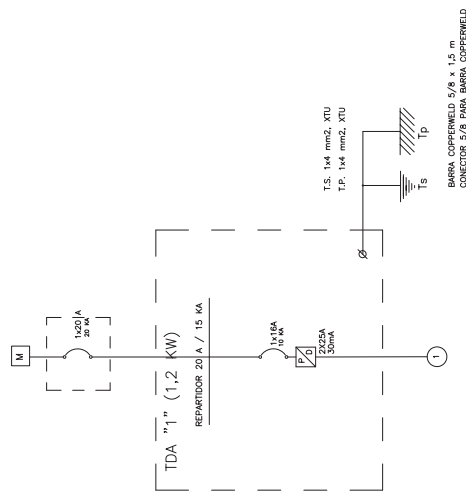 M
1x20 A
20 KA
TDA "1" (1,2 KW)
REPARTIDOR 20 A / 15 KA
1x16A
10 KA
P/D
2X25A
30mA
1
T.S. 1x4 mm2, XTU
T.P. 1x4 mm2, XTU
Ts
Tp
BARRA COPPERWELD 5/8 x 1,5 m
CONECTOR 5/8 PARA BARRA COPPERWELD